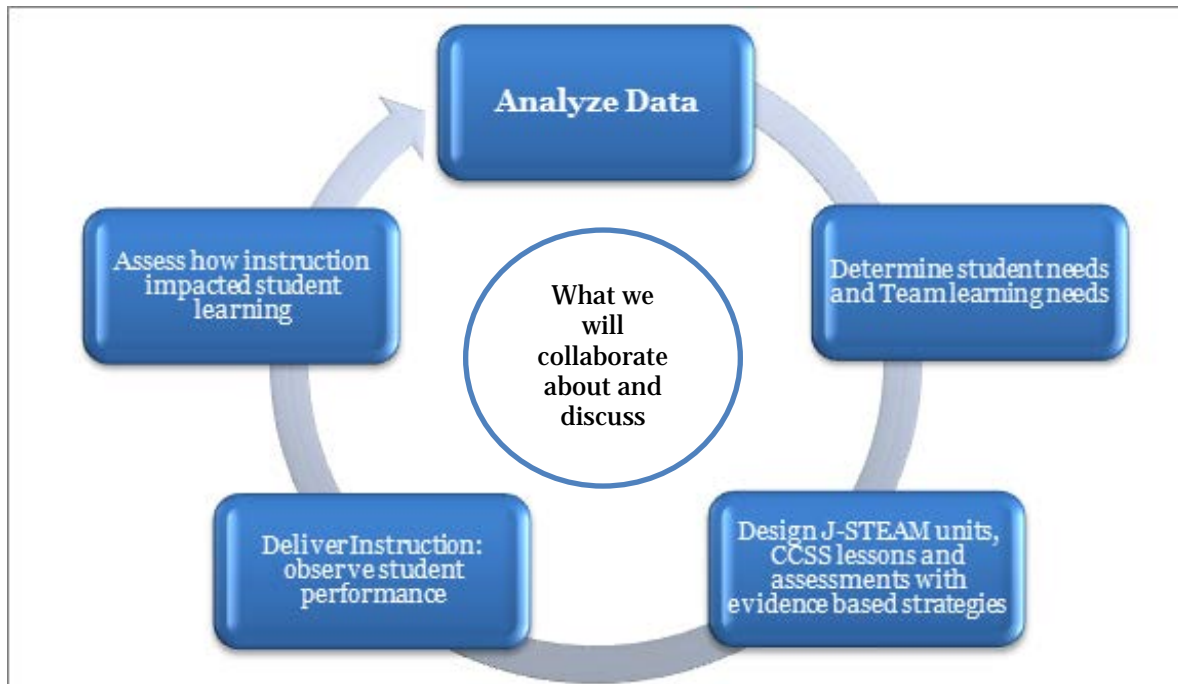 Analyze Data
Determine student needs
and Team learning needs
Design J-STEAM units,
CCSS lessons and
assessments with
evidence based strategies
Deliver Instruction:
observe student
performance
Assess how instruction
impacted student
learning
What we
will
collaborate
about and
discuss